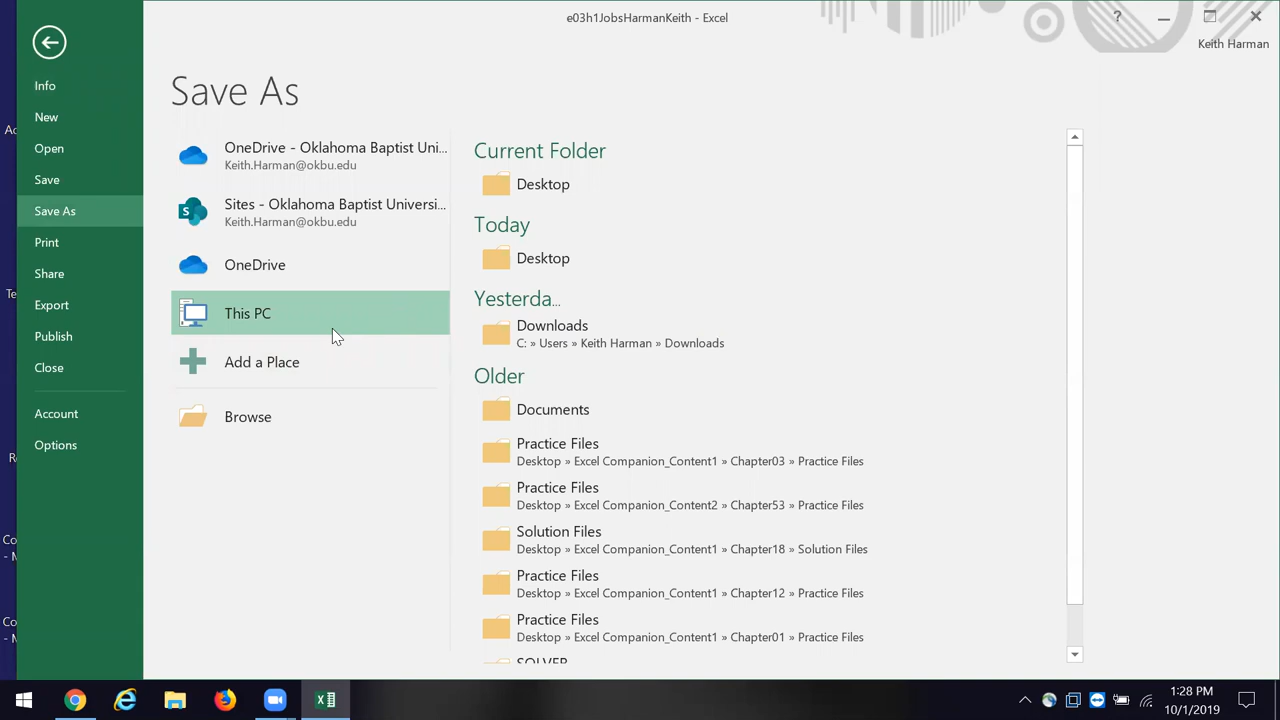 e03h1JobsHarmanKeith - Excel
?
Keith Harman
Info
New
Open
Save
Save As
Print
Share
Export
Publish
Close
Account
Options
Save As
OneDrive - Oklahoma Baptist Uni...
Keith.Harman@okbu.edu
S
Sites - Oklahoma Baptist Universi...
Keith.Harman@okbu.edu
OneDrive
This PC
Add a Place
Browse
Current Folder
Desktop
Today
Desktop
Yesterda...
Downloads
C: » Users » Keith Harman » Downloads
Older
Documents
Practice Files
Desktop » Excel Companion_Content1 » Chapter03 » Practice Files
Practice Files
Desktop » Excel Companion_Content2 » Chapter53 » Practice Files
Solution Files
Desktop » Excel Companion_Content1 » Chapter18 » Solution Files
Practice Files
Desktop » Excel Companion_Content1 » Chapter12 » Practice Files
Practice Files
Desktop » Excel Companion_Content1 » Chapter01 » Practice Files
SOLVER
1:28 PM
10/1/2019